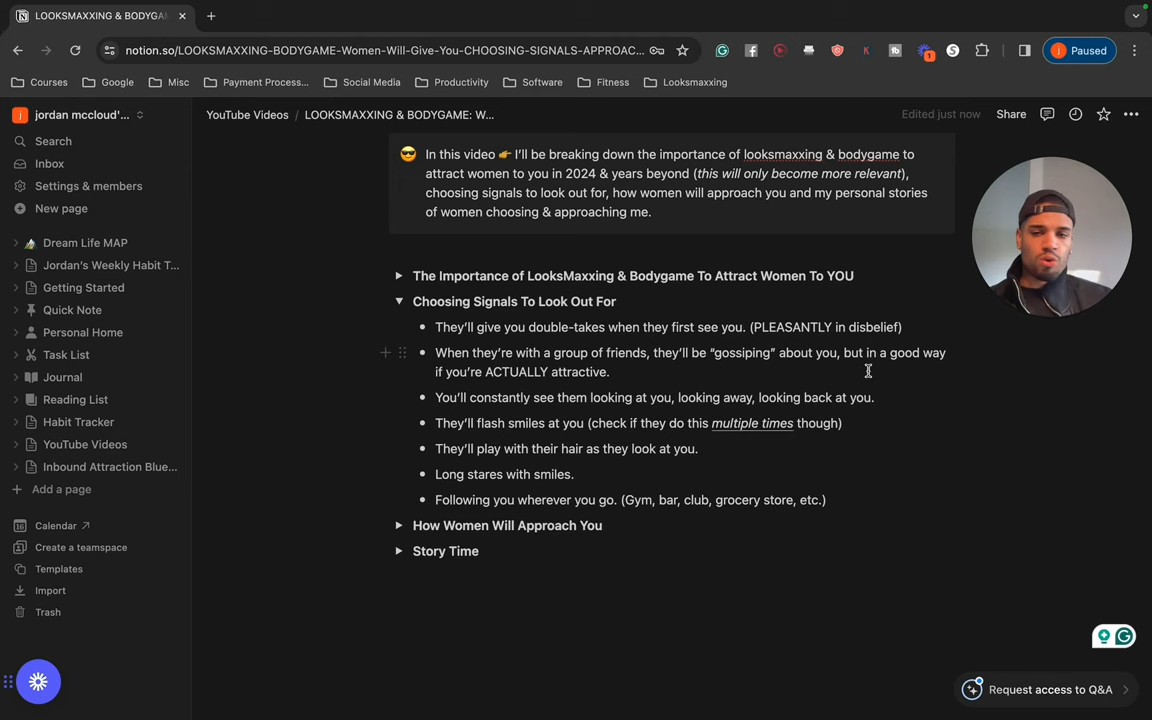 LOOKSMAXXING & BODYGA
notion.so/LOOKSMAXXING-BODYGAME-Women-Will-Give-You-CHOOSING-SIGNALS-APPROAC...
Paused
Courses
Google
Misc
Payment Process...
Social Media
Productivity
Software
Fitness
Looksmaxxing
jordan mccloud'...
YouTube Videos / LOOKSMAXXING & BODYGAME: W...
Edited just now
Share
Search
Inbox
Settings & members
New page
Dream Life MAP
Jordan's Weekly Habit T...
Getting Started
Quick Note
Personal Home
Task List
Journal
Reading List
Habit Tracker
YouTube Videos
Inbound Attraction Blue...
Add a page
Calendar
Create a teamspace
Templates
Import
Trash
In this video 👉 I'll be breaking down the importance of looksmaxxing & bodygame to
attract women to you in 2024 & years beyond (this will only become more relevant),
choosing signals to look out for, how women will approach you and my personal stories
of women choosing & approaching me.
The Importance of LooksMaxxing & Bodygame To Attract Women To YOU
Choosing Signals To Look Out For
They'll give you double-takes when they first see you. (PLEASANTLY in disbelief)
When they're with a group of friends, they'll be "gossiping" about you, but in a good way
if you're ACTUALLY attractive.
You'll constantly see them looking at you, looking away, looking back at you.
They'll flash smiles at you (check if they do this multiple times though)
They'll play with their hair as they look at you.
Long stares with smiles.
Following you wherever you go. (Gym, bar, club, grocery store, etc.)
How Women Will Approach You
Story Time
Request access to Q&A